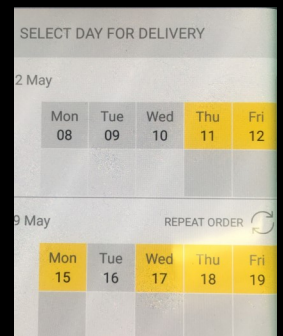 SELECT DAY FOR DELIVERY
2 May
Mon Tue Wed Thu Fri
08 09 10 11 12
9 May
REPEAT ORDER
Mon Tue Wed Thu Fri
15 16 17 18 19